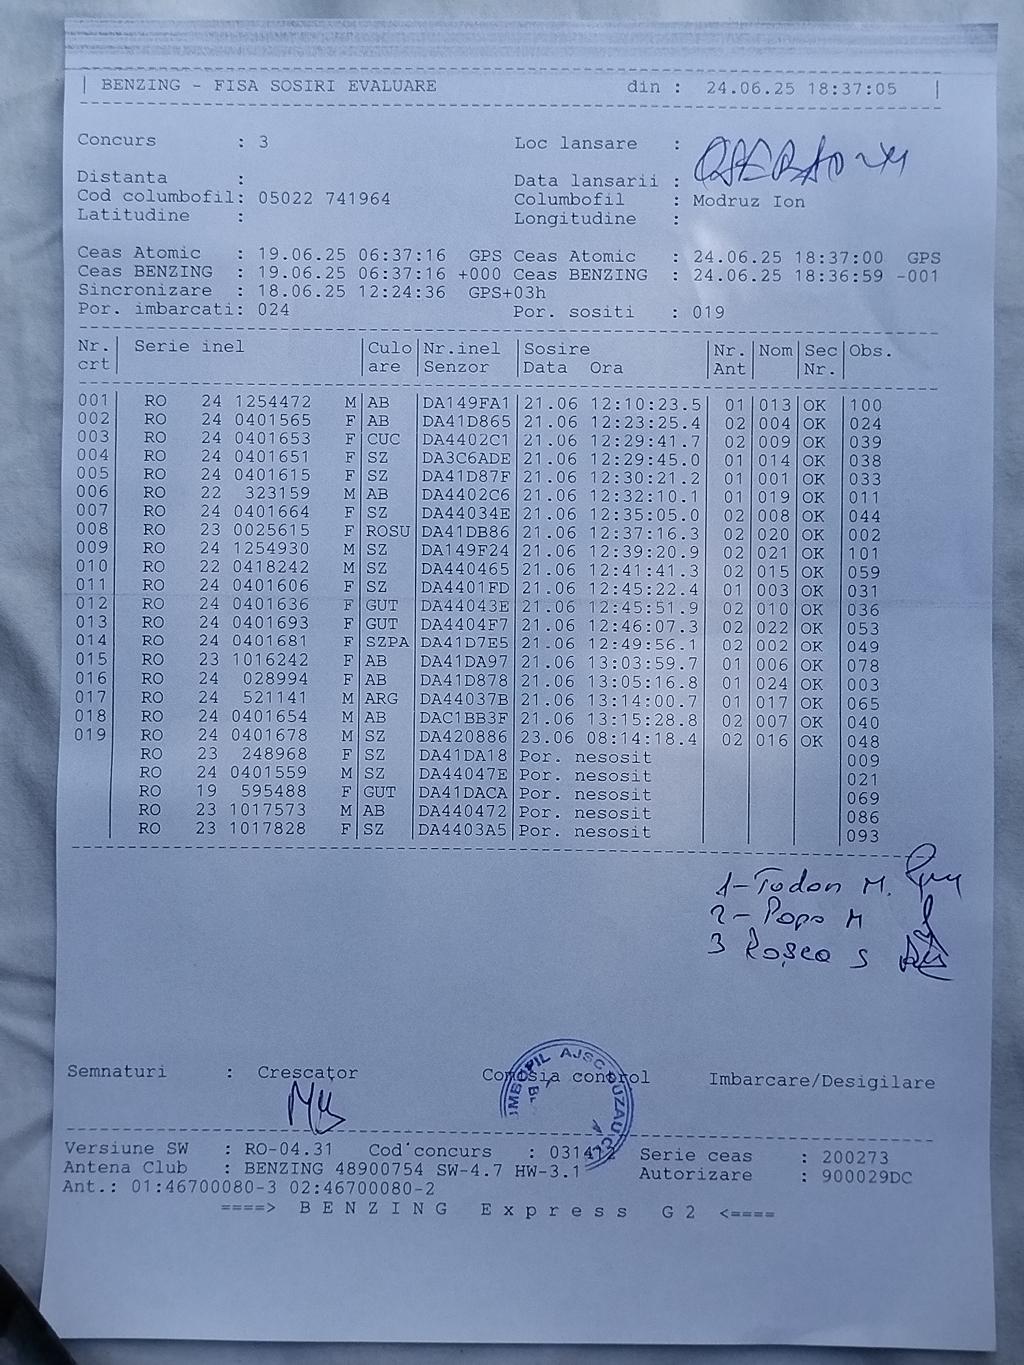 | BENZING - FISA SOSIRI EVALUARE din : 24.06.25 18:37:05 |
Concurs : 3 Loc lansare :
Distanta : Data lansarii :
Cod columbofil: 05022 741964 Columbofil : Modruz Ion
Latitudine : Longitudine :
Ceas Atomic : 19.06.25 06:37:16 GPS Ceas Atomic : 24.06.25 18:37:00 GPS
Ceas BENZING : 19.06.25 06:37:16 +000 Ceas BENZING : 24.06.25 18:36:59 -001
Sincronizare : 18.06.25 12:24:36 GPS+03h
Por. imbarcati: 024 Por. sositi : 019
Nr. | Serie inel | Culo | Nr.inel | Sosire | Nr. | Nom | Sec | Obs.
crt | | are | Senzor | Data Ora | Ant | | Nr. |
001 RO 24 1254472 M AB DA149FA1 21.06 12:10:23.5 01 013 OK 100
002 RO 24 0401565 F AB DA41D865 21.06 12:23:25.4 02 004 OK 024
003 RO 24 0401653 F CUC DA4402C1 21.06 12:29:41.7 02 009 OK 039
004 RO 24 0401651 F SZ DA3C6ADE 21.06 12:29:45.0 01 014 OK 038
005 RO 24 0401615 F SZ DA41D87F 21.06 12:30:21.2 01 001 OK 033
006 RO 22 323159 M AB DA4402C6 21.06 12:32:10.1 01 019 OK 011
007 RO 24 0401664 F SZ DA44034E 21.06 12:35:05.0 02 008 OK 044
008 RO 23 0025615 F ROSU DA41DB86 21.06 12:37:16.3 02 020 OK 002
009 RO 24 1254930 M SZ DA149F24 21.06 12:39:20.9 02 021 OK 101
010 RO 22 0418242 M SZ DA440465 21.06 12:41:41.3 02 015 OK 059
011 RO 24 0401606 F SZ DA4401FD 21.06 12:45:22.4 01 003 OK 031
012 RO 24 0401636 F GUT DA44043E 21.06 12:45:51.9 02 010 OK 036
013 RO 24 0401693 F GUT DA4404F7 21.06 12:46:07.3 02 022 OK 053
014 RO 24 0401681 F SZPA DA41D7E5 21.06 12:49:56.1 02 002 OK 049
015 RO 23 1016242 F AB DA41DA97 21.06 13:03:59.7 01 006 OK 078
016 RO 24 028994 F AB DA41D878 21.06 13:05:16.8 01 024 OK 003
017 RO 24 521141 M ARG DA44037B 21.06 13:14:00.7 01 017 OK 065
018 RO 24 0401654 M AB DAC1BB3F 21.06 13:15:28.8 02 007 OK 040
019 RO 24 0401678 M SZ DA420886 23.06 08:14:18.4 02 016 OK 048
RO 23 248968 F SZ DA41DA18 Por. nesosit 009
RO 24 0401559 M SZ DA44047E Por. nesosit 021
RO 19 595488 F GUT DA41DACA Por. nesosit 069
RO 23 1017573 M AB DA440472 Por. nesosit 086
RO 23 1017828 F SZ DA4403A5 Por. nesosit 093
1-Tudon M.
2-Popa M
3 Roșca S
Semnaturi : Crescator Comosia control Imbarcare/Desigilare
Versiune SW : RO-04.31 Cod concurs : 031412 Serie ceas : 200273
Antena Club : BENZING 48900754 SW-4.7 HW-3.1 Autorizare : 900029DC
Ant.: 01:46700080-3 02:46700080-2
====> B E N Z I N G E x p r e s s G 2 <====